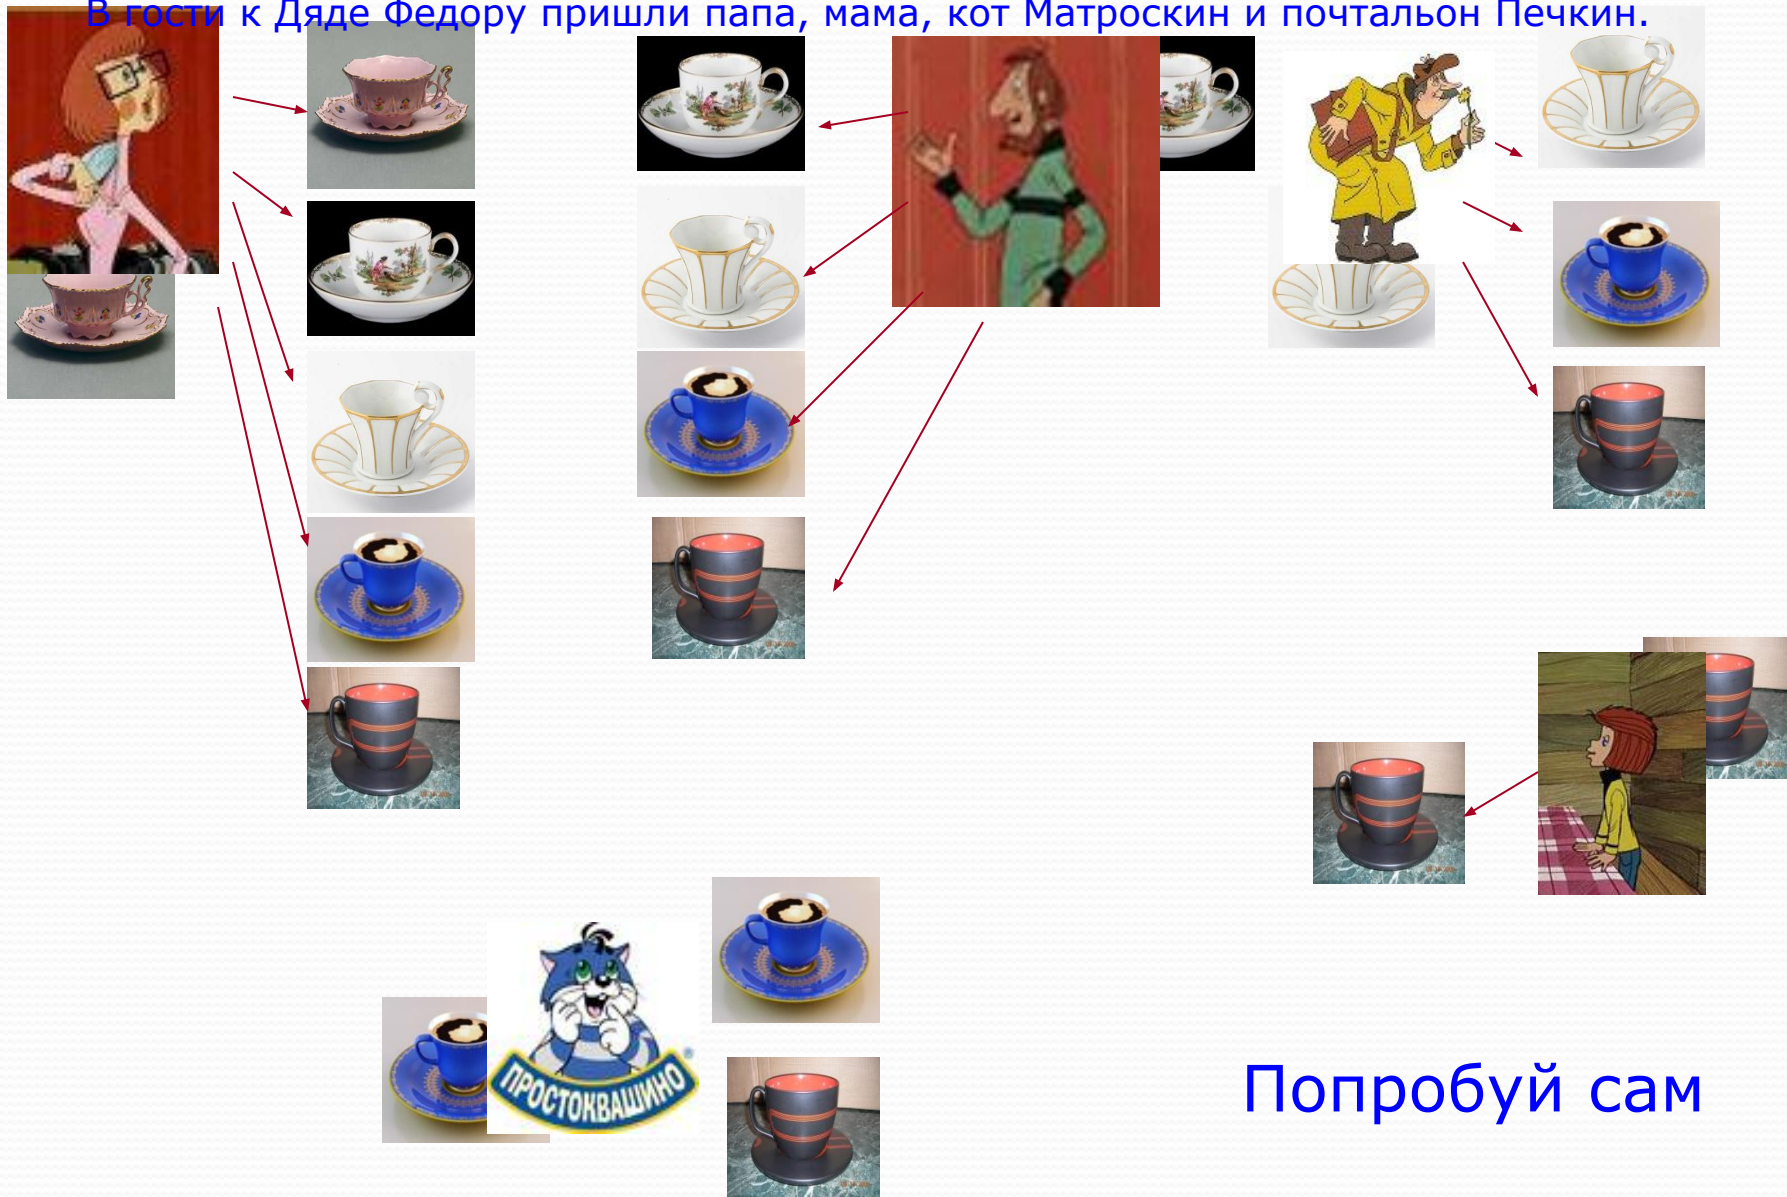 В гости к Дяде Федору пришли папа, мама, кот Матроскин и почтальон Печкин.
ПРОСТОКВАШИНО
Попробуй сам